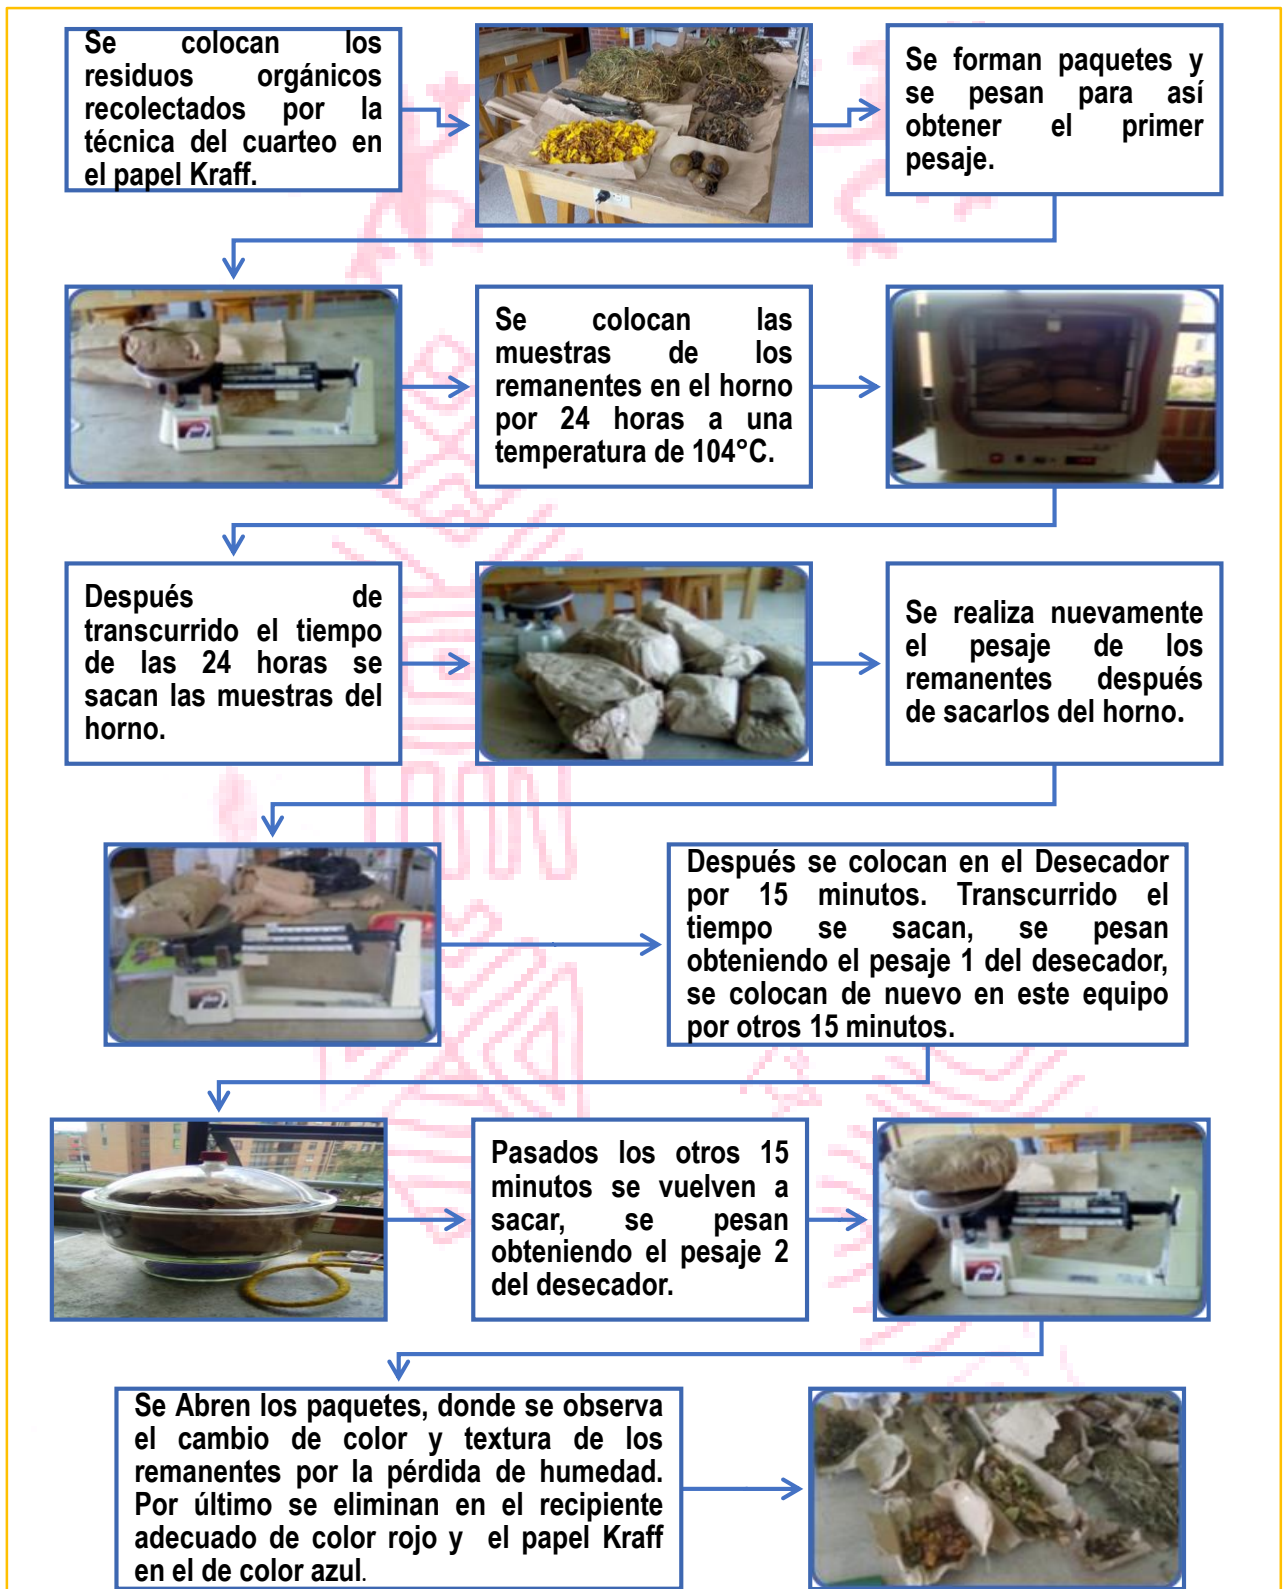 Se colocan los
residuos orgánicos
recolectados por la
técnica del cuarteo en
el papel Kraff.
Se forman paquetes y
se pesan para así
obtener el primer
pesaje.
Se colocan las
muestras de los
remanentes en el horno
por 24 horas a una
temperatura de 104°C.
Después de
transcurrido el tiempo
de las 24 horas se
sacan las muestras del
horno.
Se realiza nuevamente
el pesaje de los
remanentes después
de sacarlos del horno.
Después se colocan en el Desecador
por 15 minutos. Transcurrido el
tiempo se sacan, se pesan
obteniendo el pesaje 1 del desecador,
se colocan de nuevo en este equipo
por otros 15 minutos.
Pasados los otros 15
minutos se vuelven a
sacar, se pesan
obteniendo el pesaje 2
del desecador.
Se Abren los paquetes, donde se observa
el cambio de color y textura de los
remanentes por la pérdida de humedad.
Por último se eliminan en el recipiente
adecuado de color rojo y el papel Kraff
en el de color azul.